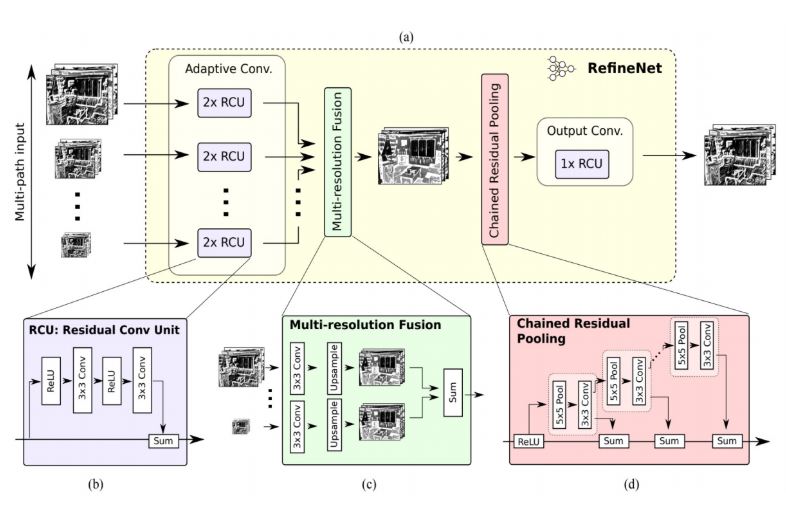 (a)
Multi-path input
Adaptive Conv.
2x RCU
2x RCU
2x RCU
Multi-resolution Fusion
Chained Residual Pooling
RefineNet
Output Conv.
1x RCU
RCU: Residual Conv Unit
ReLU
3x3 Conv
ReLU
3x3 Conv
Sum
(b)
Multi-resolution Fusion
3x3 Conv
Upsample
3x3 Conv
Upsample
Sum
(c)
Chained Residual
Pooling
ReLU
5x5 Pool
3x3 Conv
Sum
5x5 Pool
3x3 Conv
Sum
5x5 Pool
3x3 Conv
Sum
(d)